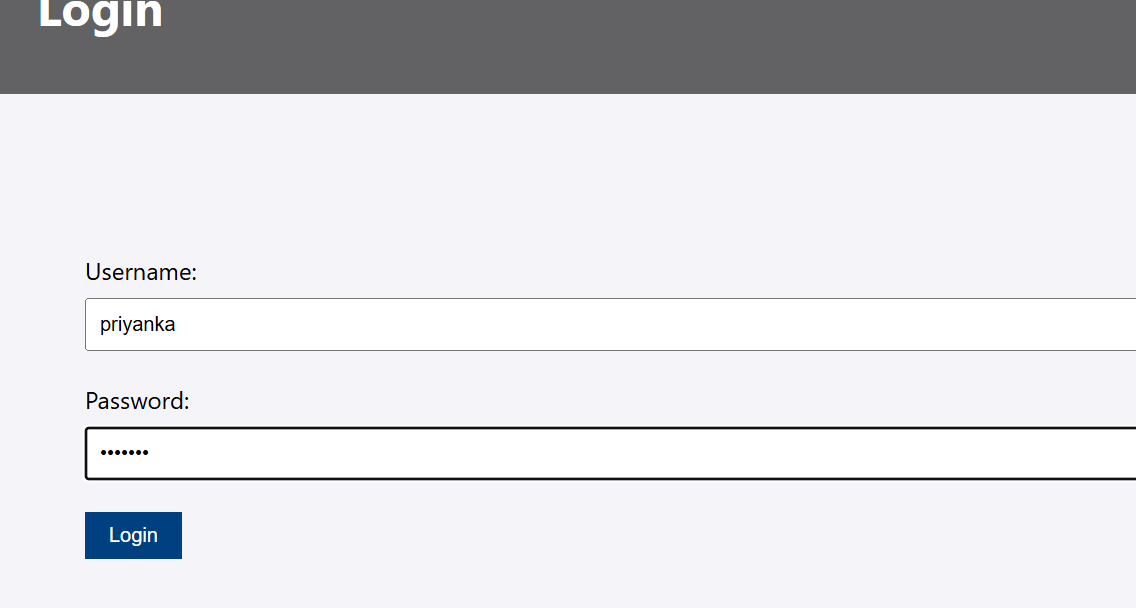 Login
Username:
priyanka
Password:
•••••••
Login